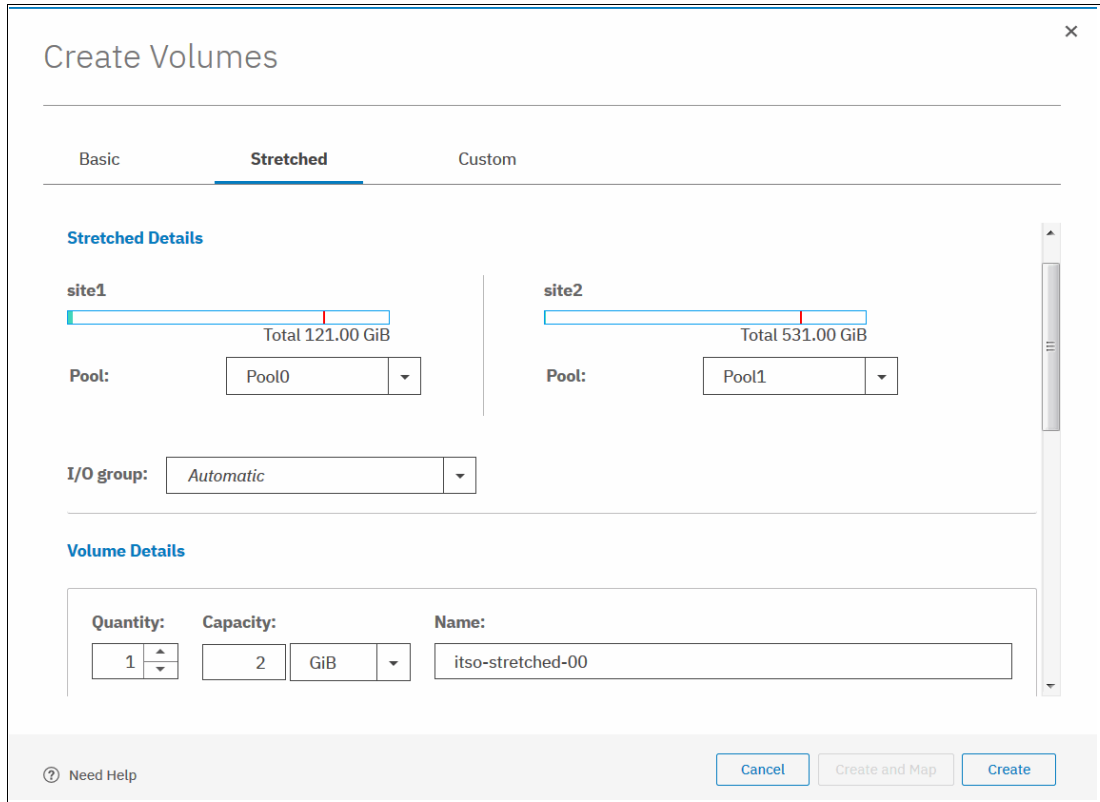 Create Volumes
Basic Stretched Custom
Stretched Details
site1 site2
Total 121.00 GiB Total 531.00 GiB
Pool: Pool0 Pool: Pool1
I/O group: Automatic
Volume Details
Quantity: Capacity: Name:
1 2 GiB itso-stretched-00
? Need Help Cancel Create and Map Create